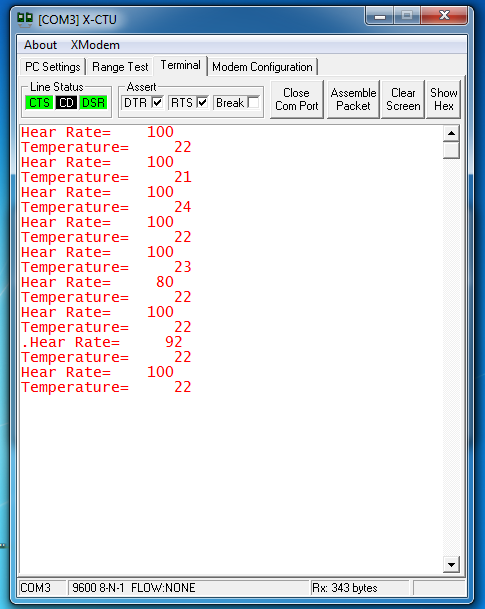 [COM3] X-CTU
About XModem
PC Settings Range Test Terminal Modem Configuration
Line Status Assert
CTS CD DSR DTR RTS Break
Close Com Port Assemble Packet Clear Screen Show Hex
Hear Rate= 100
Temperature= 22
Hear Rate= 100
Temperature= 21
Hear Rate= 100
Temperature= 24
Hear Rate= 100
Temperature= 22
Hear Rate= 100
Temperature= 23
Hear Rate= 80
Temperature= 22
Hear Rate= 100
Temperature= 22
.Hear Rate= 92
Temperature= 22
Hear Rate= 100
Temperature= 22
COM3 9600 8-N-1 FLOW:NONE Rx: 343 bytes